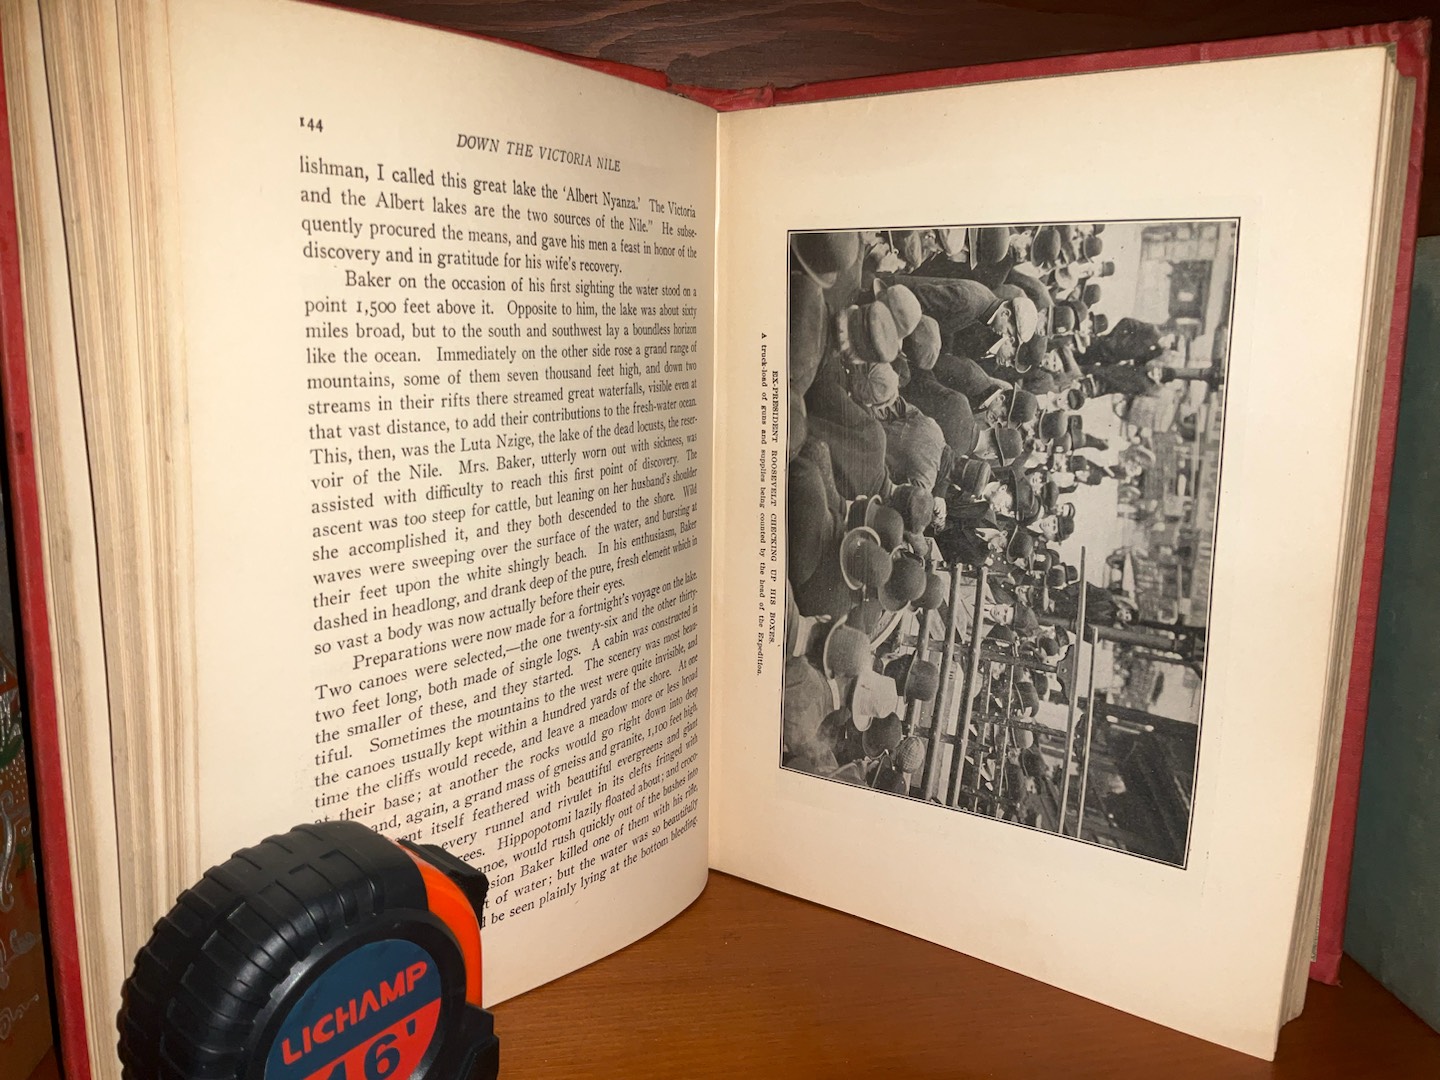 144
DOWN THE VICTORIA NILE
lishman, I called this great lake the 'Albert Nyanza.' The Victoria
and the Albert lakes are the two sources of the Nile." He subse-
quently procured the means, and gave his men a feast in honor of the
discovery and in gratitude for his wife's recovery.
Baker on the occasion of his first sighting the water stood on a
point 1,500 feet above it. Opposite to him, the lake was about sixty
miles broad, but to the south and southwest lay a boundless horizon
like the ocean. Immediately on the other side rose a grand range of
mountains, some of them seven thousand feet high, and down two
streams in their rifts there streamed great waterfalls, visible even at
that vast distance, to add their contributions to the fresh-water ocean.
This, then, was the Luta Nzige, the lake of the dead locusts, the reser-
voir of the Nile. Mrs. Baker, utterly worn out with sickness, was
assisted with difficulty to reach this first point of discovery. The
ascent was too steep for cattle, but leaning on her husband's shoulder
she accomplished it, and they both descended to the shore. Wild
waves were sweeping over the surface of the water, and bursting at
their feet upon the white shingly beach. In his enthusiasm, Baker
dashed in headlong, and drank deep of the pure, fresh element which in
so vast a body was now actually before their eyes.
Preparations were now made for a fortnight's voyage on the lake.
Two canoes were selected,—the one twenty-six and the other thirty-
two feet long, both made of single logs. A cabin was constructed in
the smaller of these, and they started. The scenery was most beau-
tiful. Sometimes the mountains to the west were quite invisible, and
the canoes usually kept within a hundred yards of the shore. At one
time the cliffs would recede, and leave a meadow more or less broad
at their base; at another the rocks would go right down into deep
and, again, a grand mass of gneiss and granite, 1,100 feet high,
itself feathered with beautiful evergreens and giant
every runnel and rivulet in its clefts fringed with
Hippopotomi lazily floated about; and croco-
would rush quickly out of the bushes into
Baker killed one of them with his rifle,
of water; but the water was so beautifully
be seen plainly lying at the bottom bleeding.
EX-PRESIDENT ROOSEVELT CHECKING UP HIS BOXES.
A truck-load of guns and supplies being counted by the head of the Expedition.
LICHAMP
16'